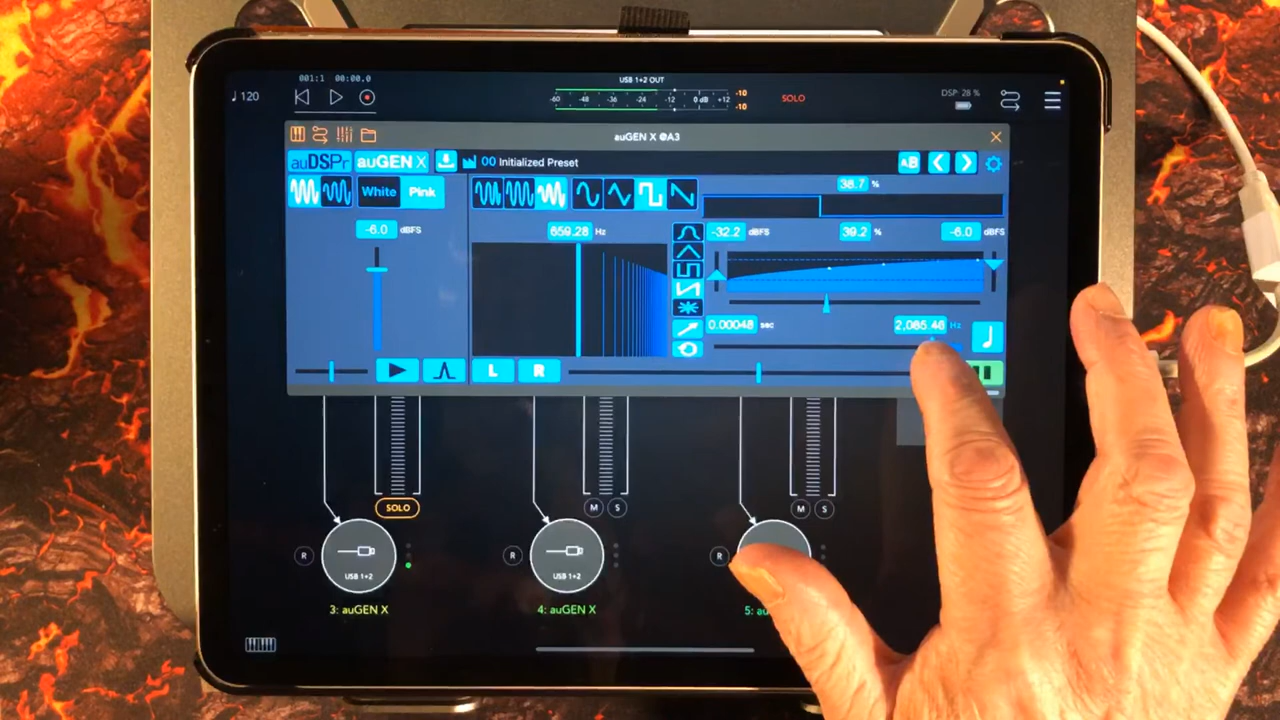 USB 1+2 OUT
001:1 00:00.0
♩120
-60 -48 -36 -24 -12 0 dB +12
-10
-10
SOLO
DSP: 28 %
auGEN X @A3
auDSPr auGEN X
00 Initialized Preset
AB
White Pink
36.7 %
-6.0 dBFS
659.28 Hz
-32.2 dBFS
39.2 %
-6.0 dBFS
0.00048 sec
2,085.46 Hz
L R
SOLO
M S
M S
R
USB 1+2
R
USB 1+2
R
3: auGEN X
4: auGEN X
5: au